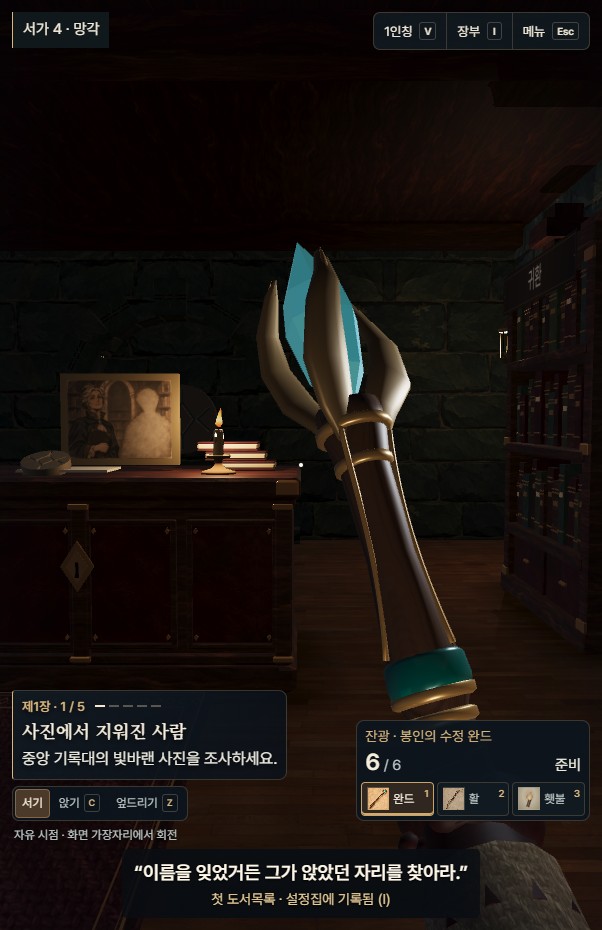 서가 4 · 망각
1인칭 V 장부 I 메뉴 Esc
귀환
제1장 · 1 / 5
사진에서 지워진 사람
중앙 기록대의 빛바랜 사진을 조사하세요.
서기 앉기 C 엎드리기 Z
자유 시점 · 화면 가장자리에서 회전
잔광 · 봉인의 수정 완드
6 / 6 준비
완드 1 활 2 횃불 3
“이름을 잊었거든 그가 앉았던 자리를 찾아라.”
첫 도서목록 · 설정집에 기록됨 (I)